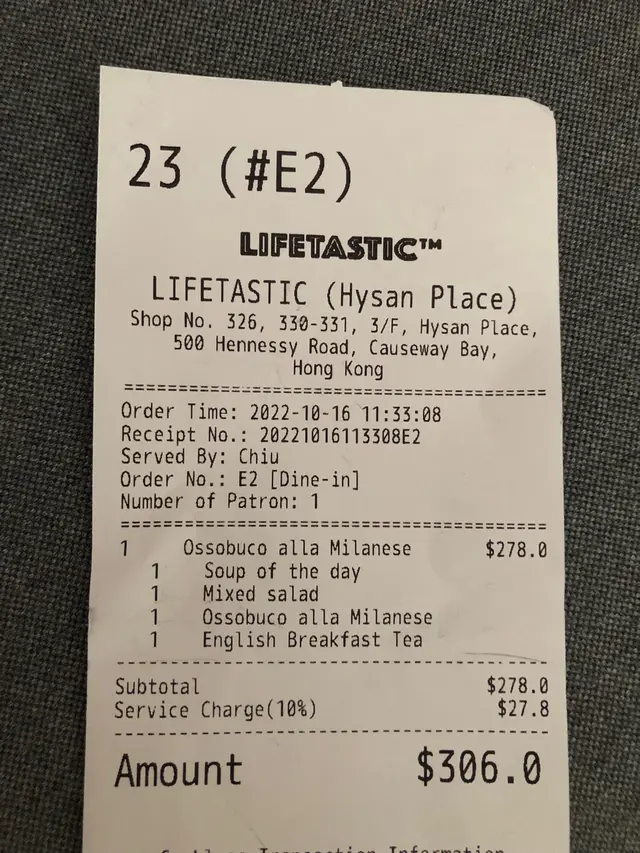 23 (#E2)
LIFETASTIC™
LIFETASTIC (Hysan Place)
Shop No. 326, 330-331, 3/F, Hysan Place,
500 Hennessy Road, Causeway Bay,
Hong Kong
================================================
Order Time: 2022-10-16 11:33:08
Receipt No.: 20221016113308E2
Served By: Chiu
Order No.: E2 [Dine-in]
Number of Patron: 1
================================================
1 Ossobuco alla Milanese $278.0
1 Soup of the day
1 Mixed salad
1 Ossobuco alla Milanese
1 English Breakfast Tea
------------------------------------------------
Subtotal $278.0
Service Charge(10%) $27.8
------------------------------------------------
Amount $306.0
Transaction Information